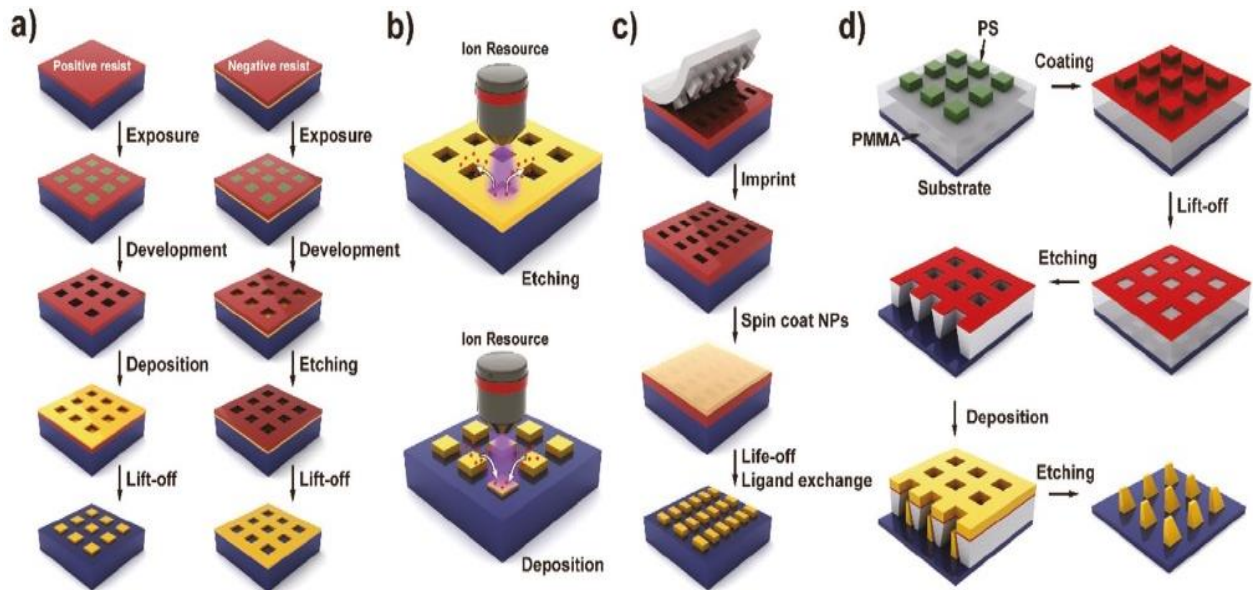 a)
Positive resist
Exposure
Development
Deposition
Lift-off
Negative resist
Exposure
Development
Etching
Lift-off
b)
Ion Resource
Etching
Ion Resource
Deposition
c)
Imprint
Spin coat NPs
Life-off
Ligand exchange
d)
PS
PMMA
Substrate
Coating
Lift-off
Etching
Deposition
Etching